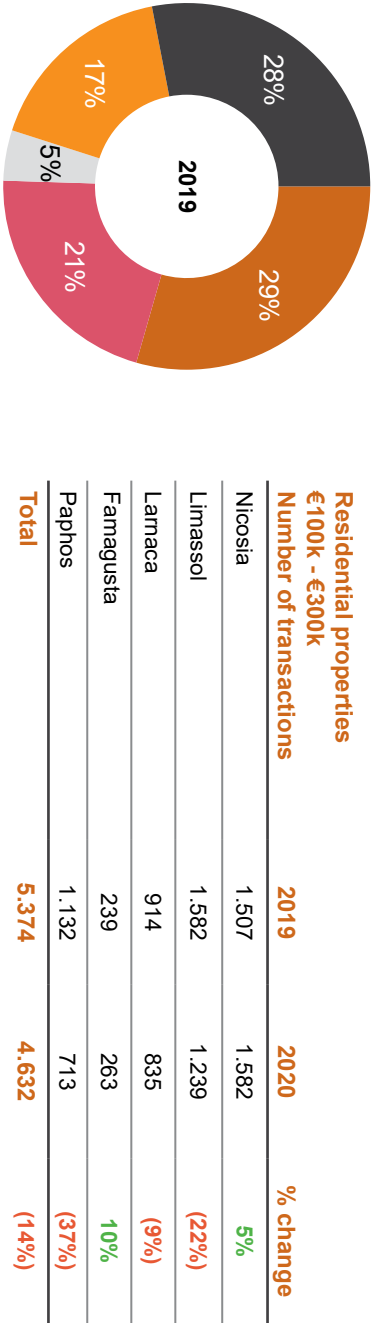 28%
17%
2019
5%
29%
21%
Residential properties
€100k - €300k
Number of transactions 2019 2020 % change
Nicosia 1.507 1.582 5%
Limassol 1.582 1.239 (22%)
Larnaca 914 835 (9%)
Famagusta 239 263 10%
Paphos 1.132 713 (37%)
Total 5.374 4.632 (14%)